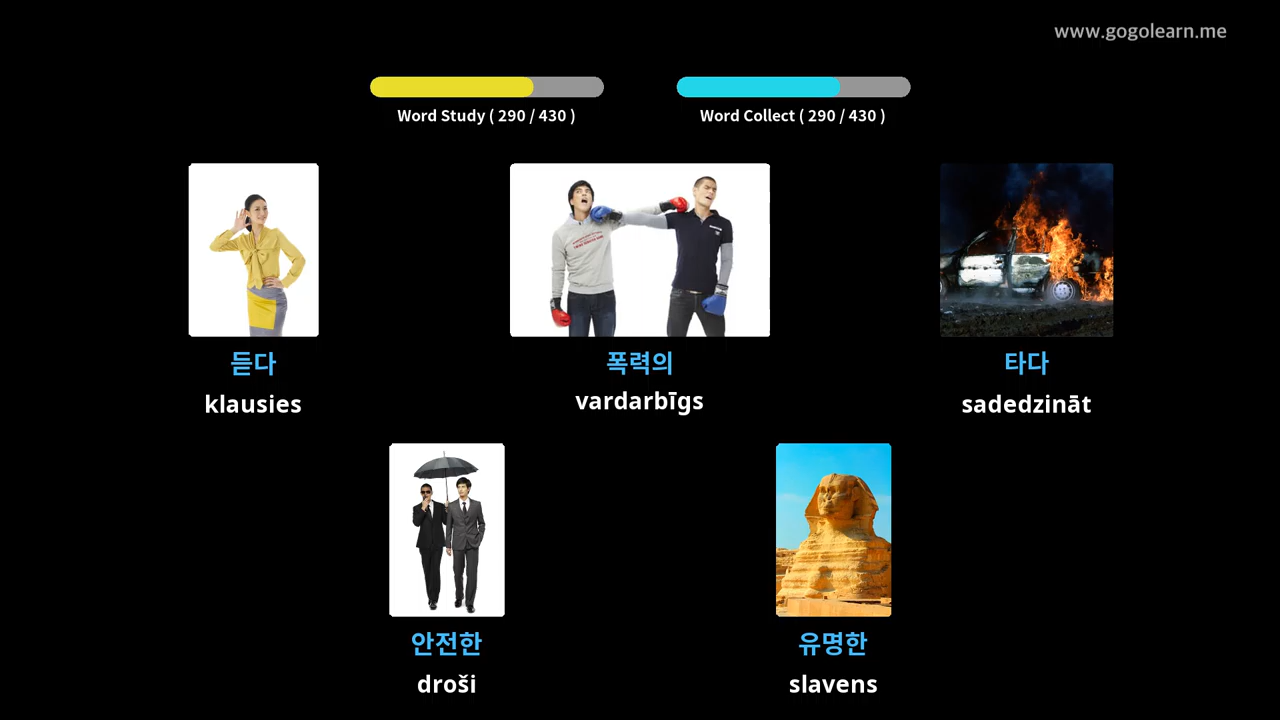 www.gogolearn.me
Word Study ( 290 / 430 )
Word Collect ( 290 / 430 )
듣다
klausies
폭력의
vardarbīgs
타다
sadedzināt
안전한
droši
유명한
slavens